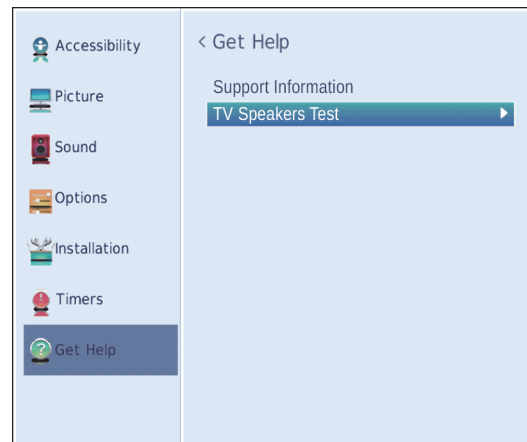 Accessibility
Picture
Sound
Options
Installation
Timers
Get Help
< Get Help
Support Information
TV Speakers Test